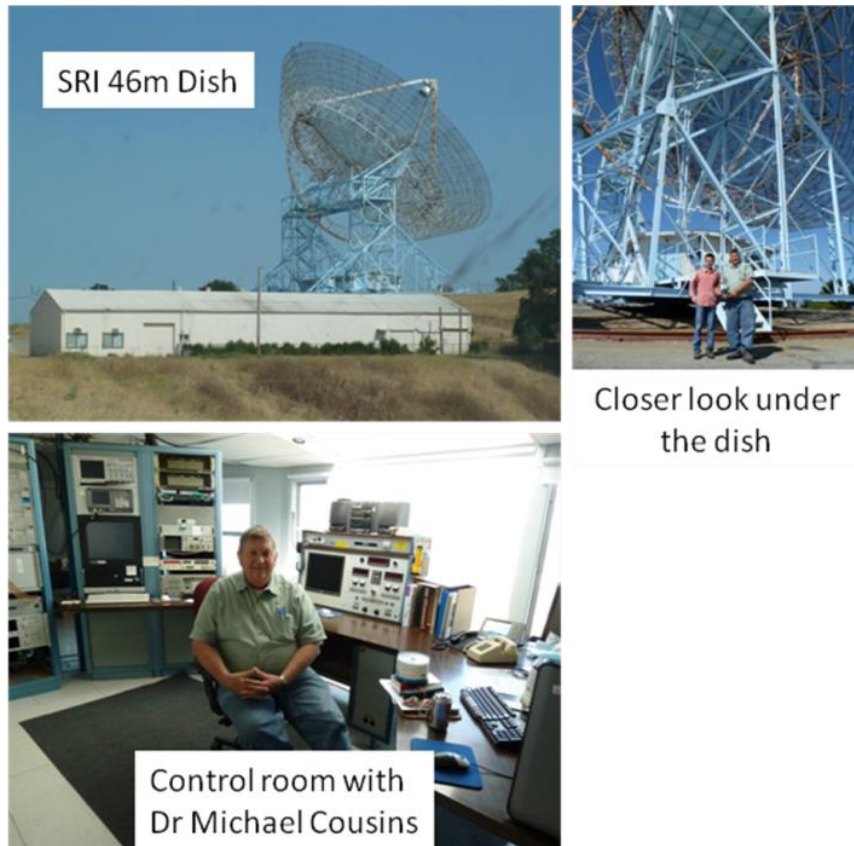 SRI 46m Dish
Closer look under
the dish
Control room with
Dr Michael Cousins